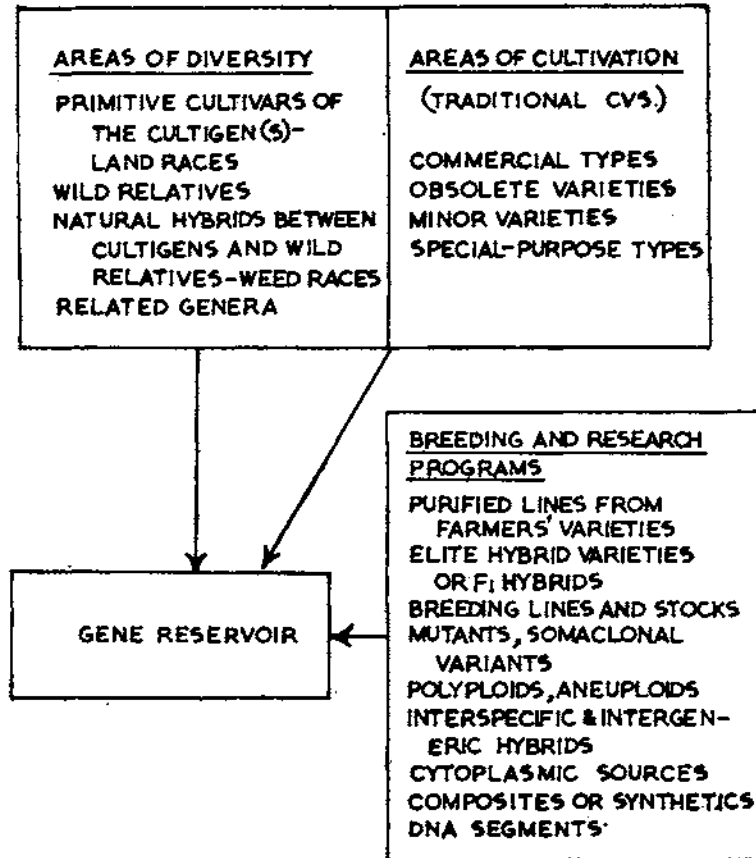 AREAS OF DIVERSITY
PRIMITIVE CULTIVARS OF
THE CULTIGEN(S)-
LAND RACES
WILD RELATIVES
NATURAL HYBRIDS BETWEEN
CULTIGENS AND WILD
RELATIVES-WEED RACES
RELATED GENERA
AREAS OF CULTIVATION
(TRADITIONAL CVS.)
COMMERCIAL TYPES
OBSOLETE VARIETIES
MINOR VARIETIES
SPECIAL-PURPOSE TYPES
GENE RESERVOIR
BREEDING AND RESEARCH
PROGRAMS
PURIFIED LINES FROM
FARMERS' VARIETIES
ELITE HYBRID VARIETIES
OR F₁ HYBRIDS
BREEDING LINES AND STOCKS
MUTANTS, SOMACLONAL
VARIANTS
POLYPLOIDS, ANEUPLOIDS
INTERSPECIFIC & INTERGEN-
ERIC HYBRIDS
CYTOPLASMIC SOURCES
COMPOSITES OR SYNTHETICS
DNA SEGMENTS